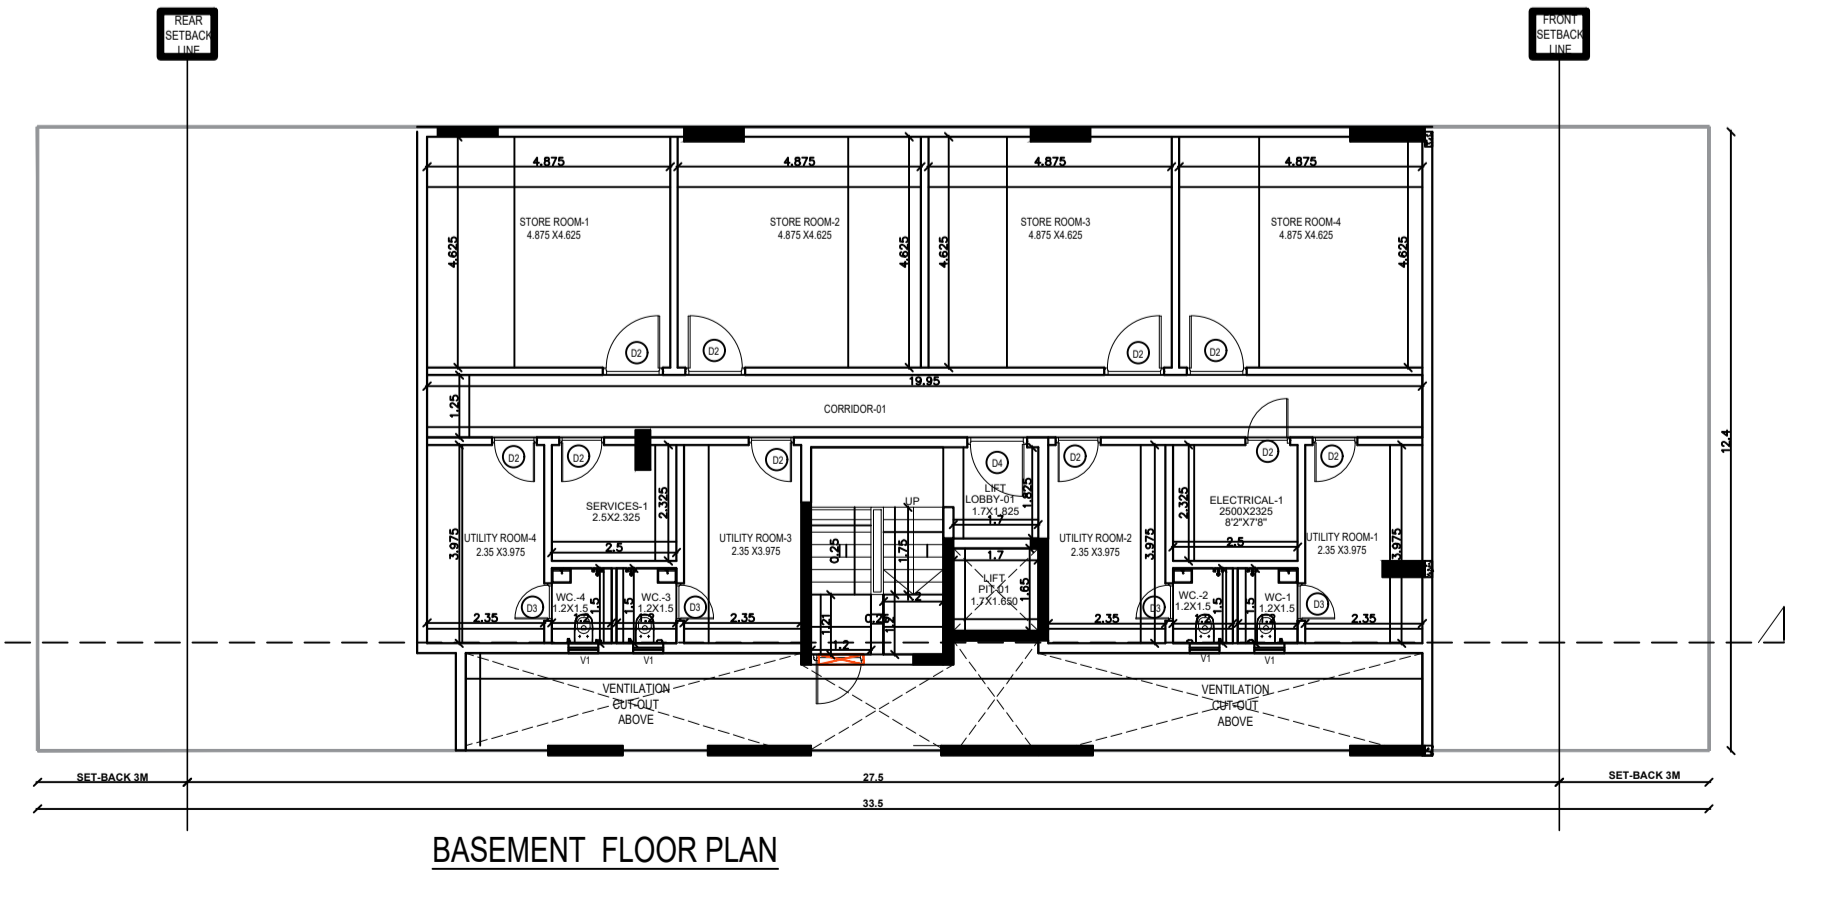 REAR
SETBACK
LINE
FRONT
SETBACK
LINE
4.875
4.875
4.875
4.875
STORE ROOM-1
4.875 X4.625
STORE ROOM-2
4.875 X4.625
STORE ROOM-3
4.875 X4.625
STORE ROOM-4
4.875 X4.625
4.625
4.625
4.625
4.625
D2
D2
D2
D2
19.95
1.25
CORRIDOR-01
12.4
D2
D2
D2
D4
D2
D2
D2
SERVICES-1
2.5X2.325
2.325
UP
LIFT
LOBBY-01
1.7X1.825
1.825
1.7
2.325
ELECTRICAL-1
2500X2325
8'2"X7'8"
3.975
UTILITY ROOM-4
2.35 X3.975
2.5
UTILITY ROOM-3
2.35 X3.975
0.25
1.75
1.7
UTILITY ROOM-2
2.35 X3.975
3.975
2.5
UTILITY ROOM-1
2.35 X3.975
3.975
LIFT
PIT-01
1.7X1.650
1.65
WC.-4
1.2X1.5
1.5
WC.-3
1.2X1.5
1.5
WC.-2
1.2X1.5
1.5
WC-1
1.2X1.5
1.5
D3
D3
D3
D3
2.35
1.2
1.2
2.35
1.21
1.2
2.35
1.2
1.2
2.35
V1
V1
V1
V1
VENTILATION
CUT-OUT
ABOVE
VENTILATION
CUT-OUT
ABOVE
SET-BACK 3M
27.5
SET-BACK 3M
33.5
BASEMENT FLOOR PLAN